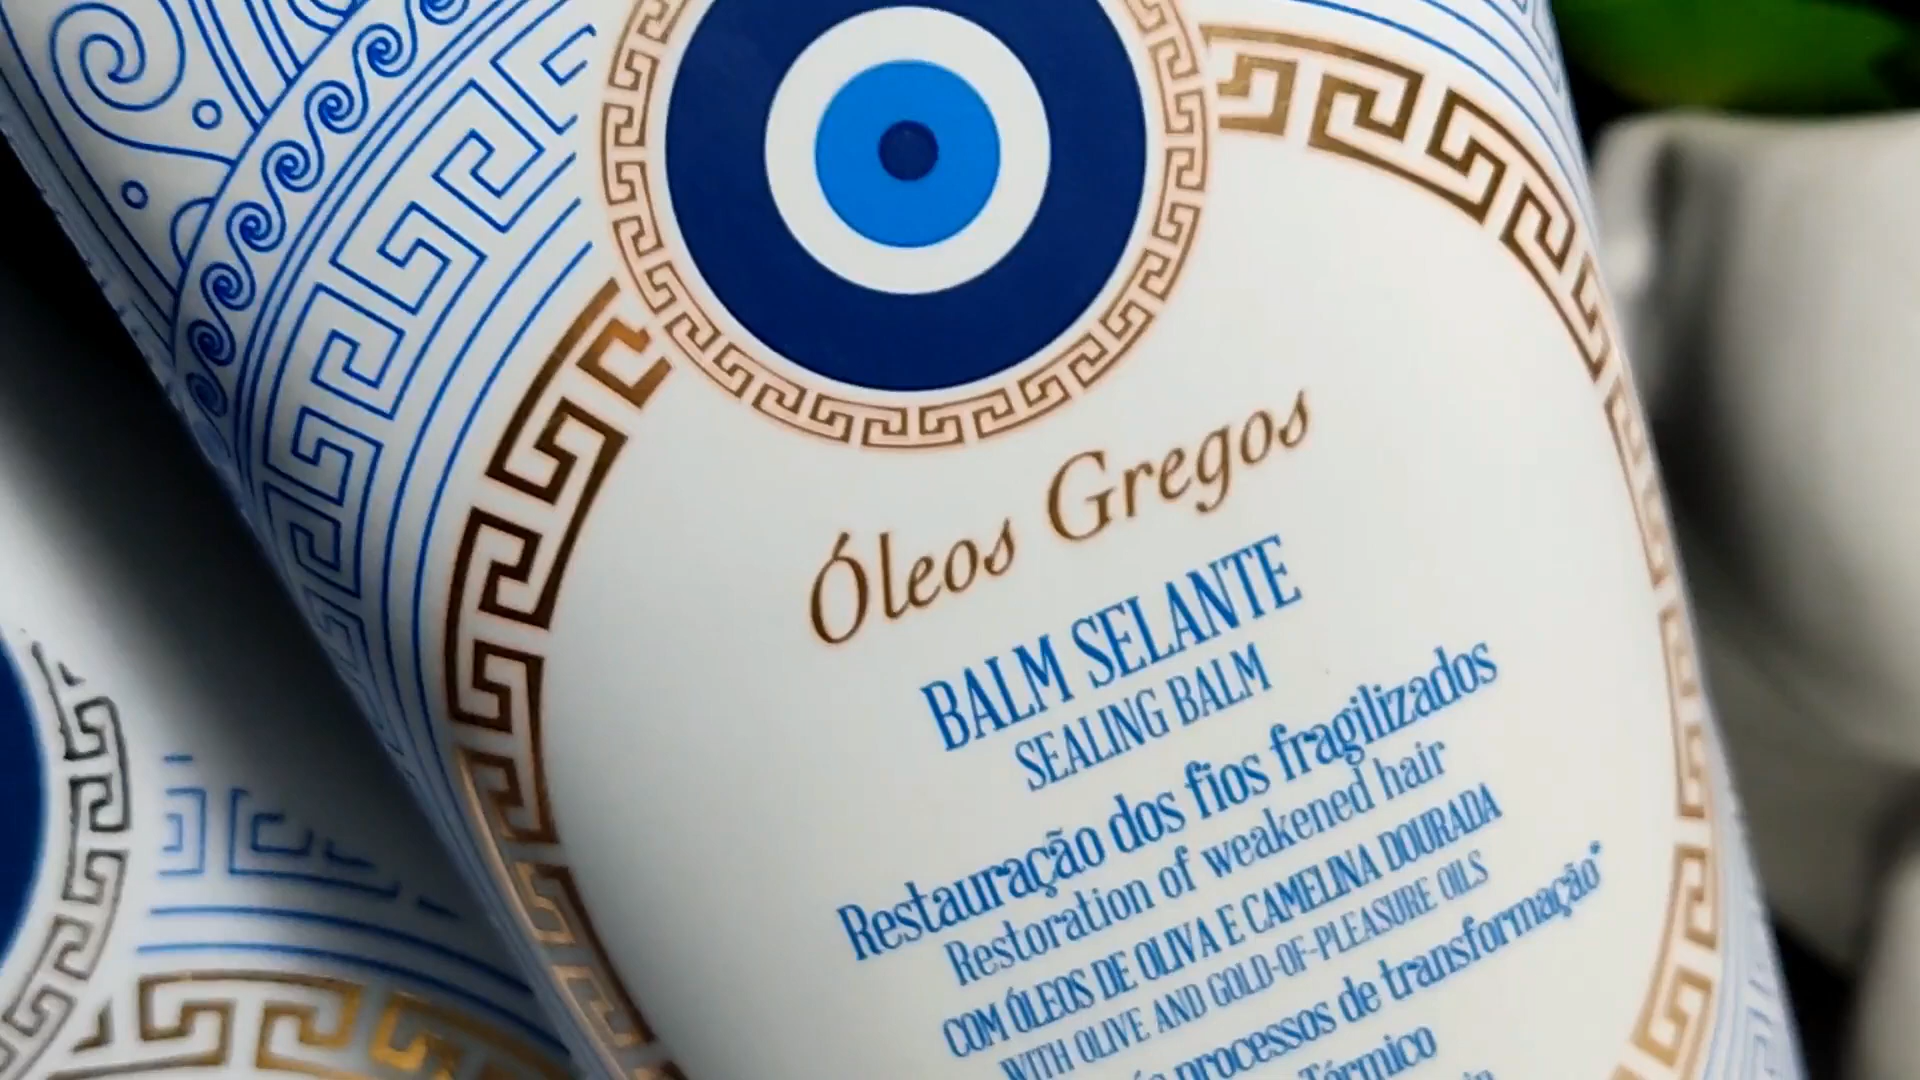 Óleos Gregos
BALM SELANTE
SEALING BALM
Restauração dos fios fragilizados
Restoration of weakened hair
COM ÓLEOS DE OLIVA E CAMELINA DOURADA
WITH OLIVE AND GOLD-OF-PLEASURE OILS
processos de transformação*
Térmico